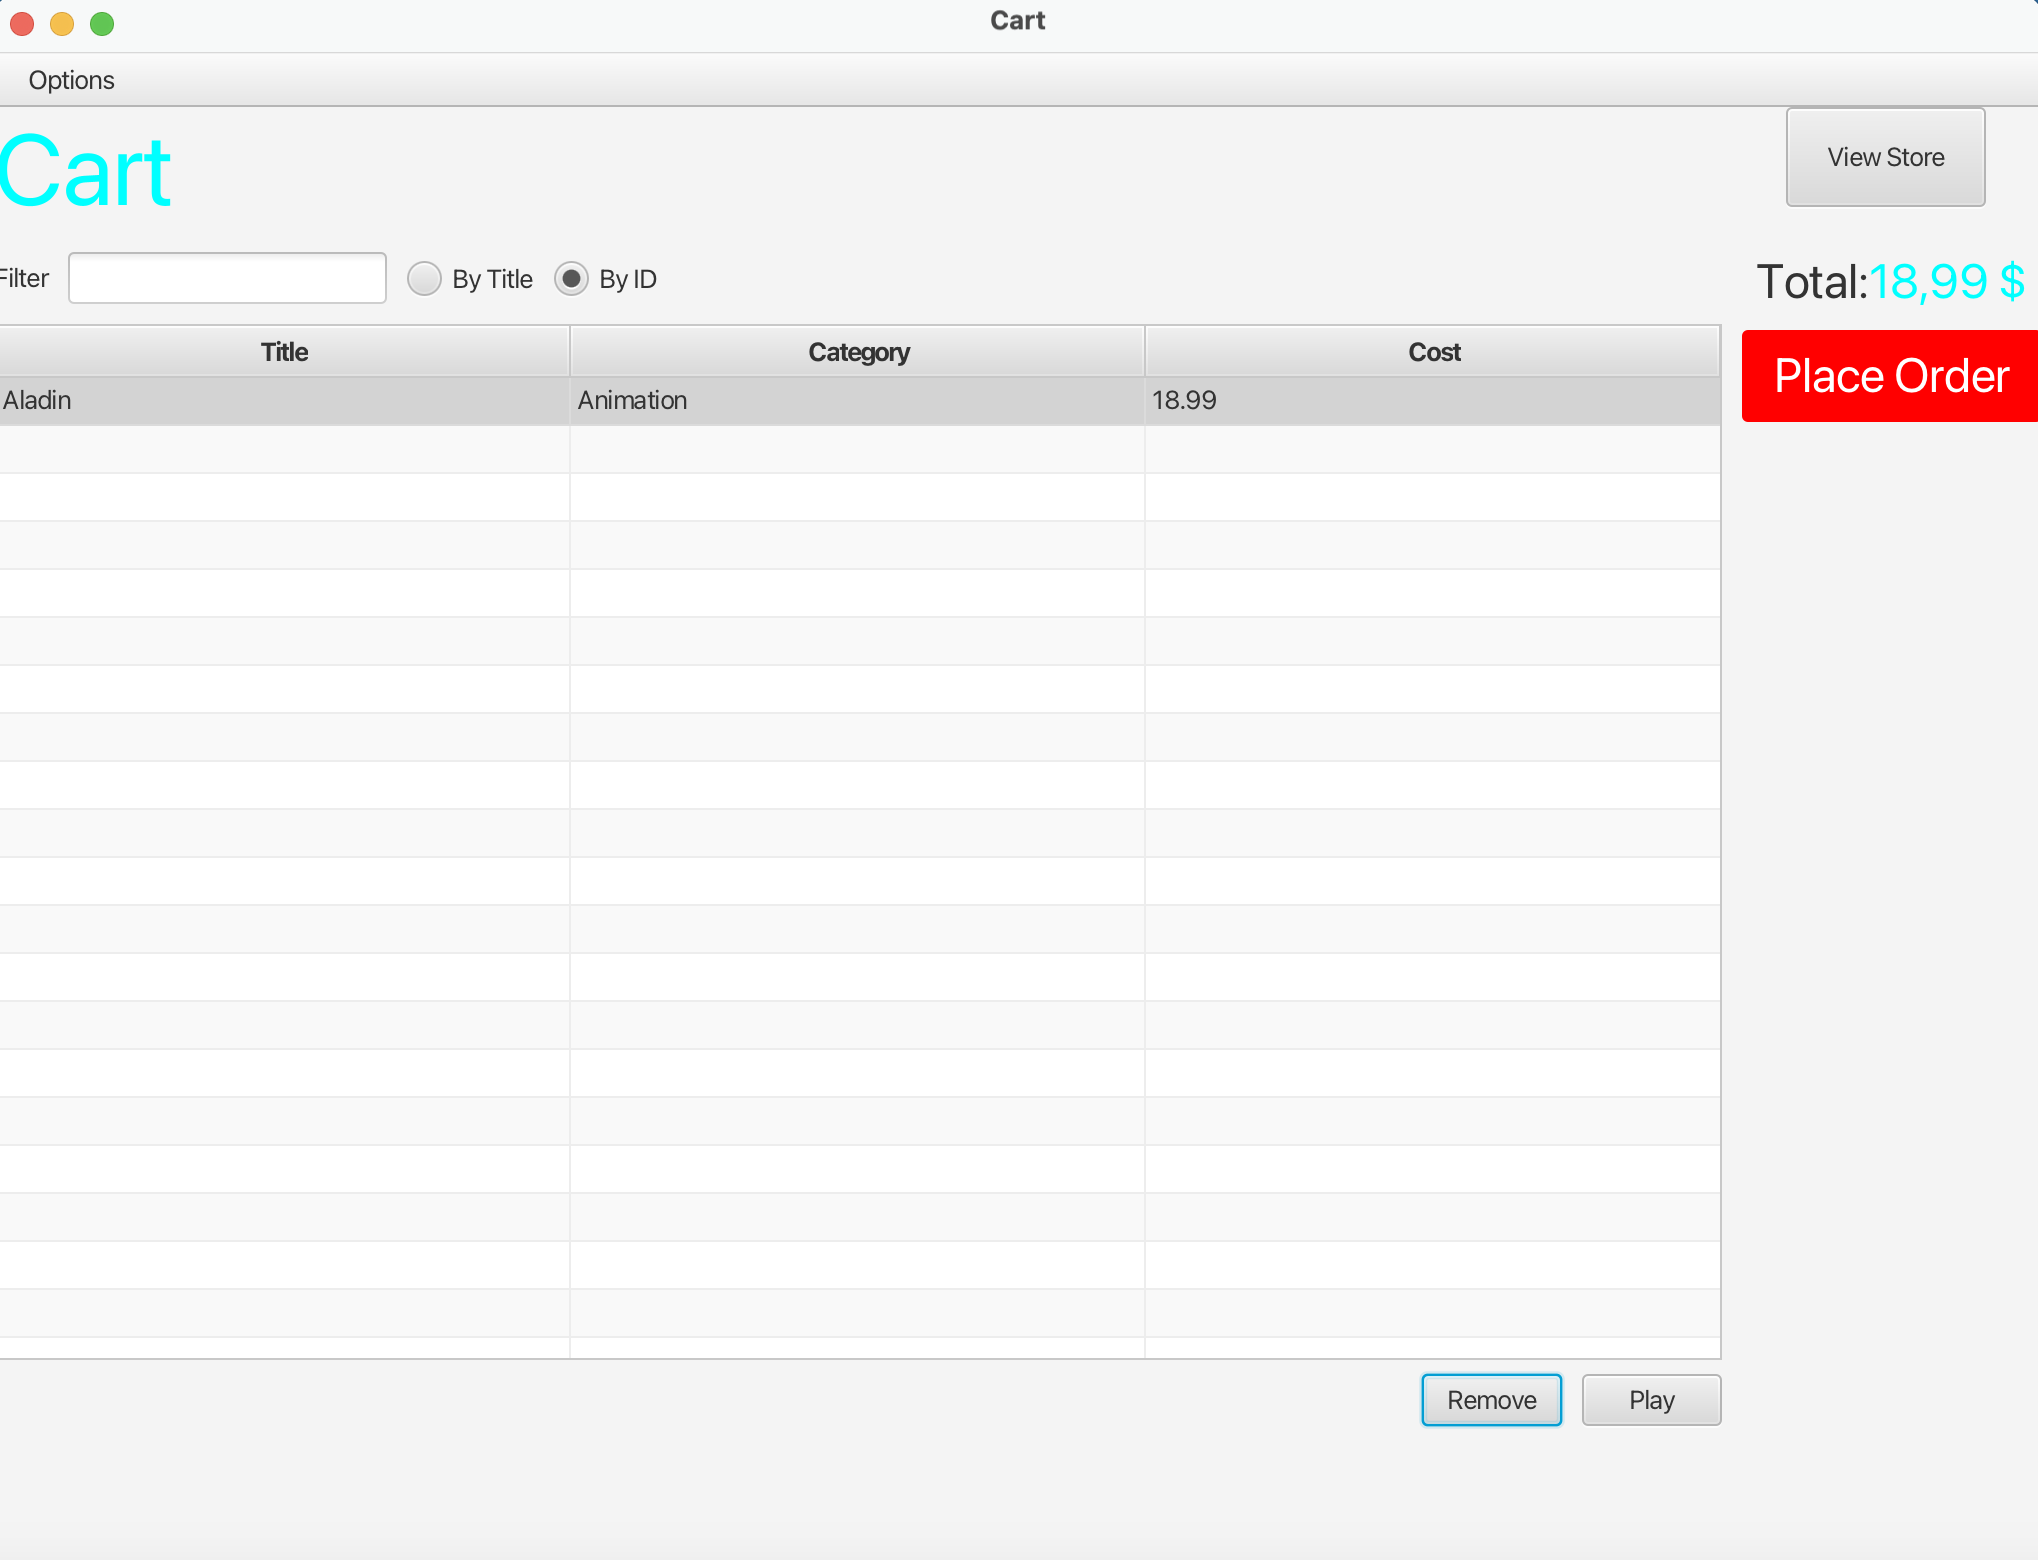 Cart
Options
Cart
View Store
Filter
By Title
By ID
Total:18,99 $
Title Category Cost
Place Order
Aladin Animation 18.99
Remove
Play